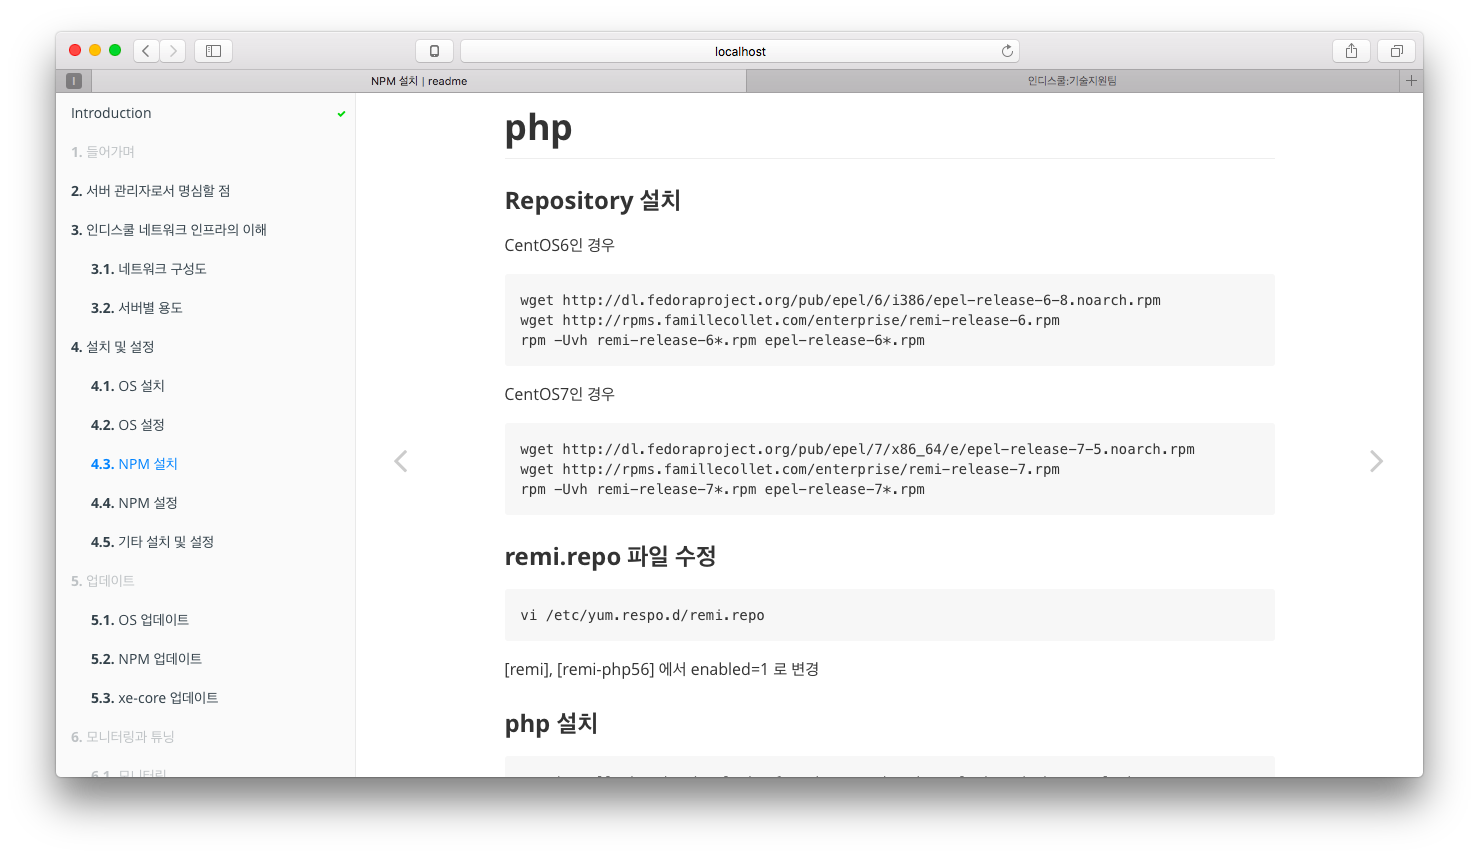 localhost
I
NPM 설치 | readme
인디스쿨:기술지원팀
Introduction
1. 들어가며
2. 서버 관리자로서 명심할 점
3. 인디스쿨 네트워크 인프라의 이해
3.1. 네트워크 구성도
3.2. 서버별 용도
4. 설치 및 설정
4.1. OS 설치
4.2. OS 설정
4.3. NPM 설치
4.4. NPM 설정
4.5. 기타 설치 및 설정
5. 업데이트
5.1. OS 업데이트
5.2. NPM 업데이트
5.3. xe-core 업데이트
6. 모니터링과 튜닝
6.1. 모니터링
php
Repository 설치
CentOS6인 경우
wget http://dl.fedoraproject.org/pub/epel/6/i386/epel-release-6-8.noarch.rpm
wget http://rpms.famillecollet.com/enterprise/remi-release-6.rpm
rpm -Uvh remi-release-6*.rpm epel-release-6*.rpm
CentOS7인 경우
wget http://dl.fedoraproject.org/pub/epel/7/x86_64/e/epel-release-7-5.noarch.rpm
wget http://rpms.famillecollet.com/enterprise/remi-release-7.rpm
rpm -Uvh remi-release-7*.rpm epel-release-7*.rpm
remi.repo 파일 수정
vi /etc/yum.respo.d/remi.repo
[remi], [remi-php56] 에서 enabled=1 로 변경
php 설치